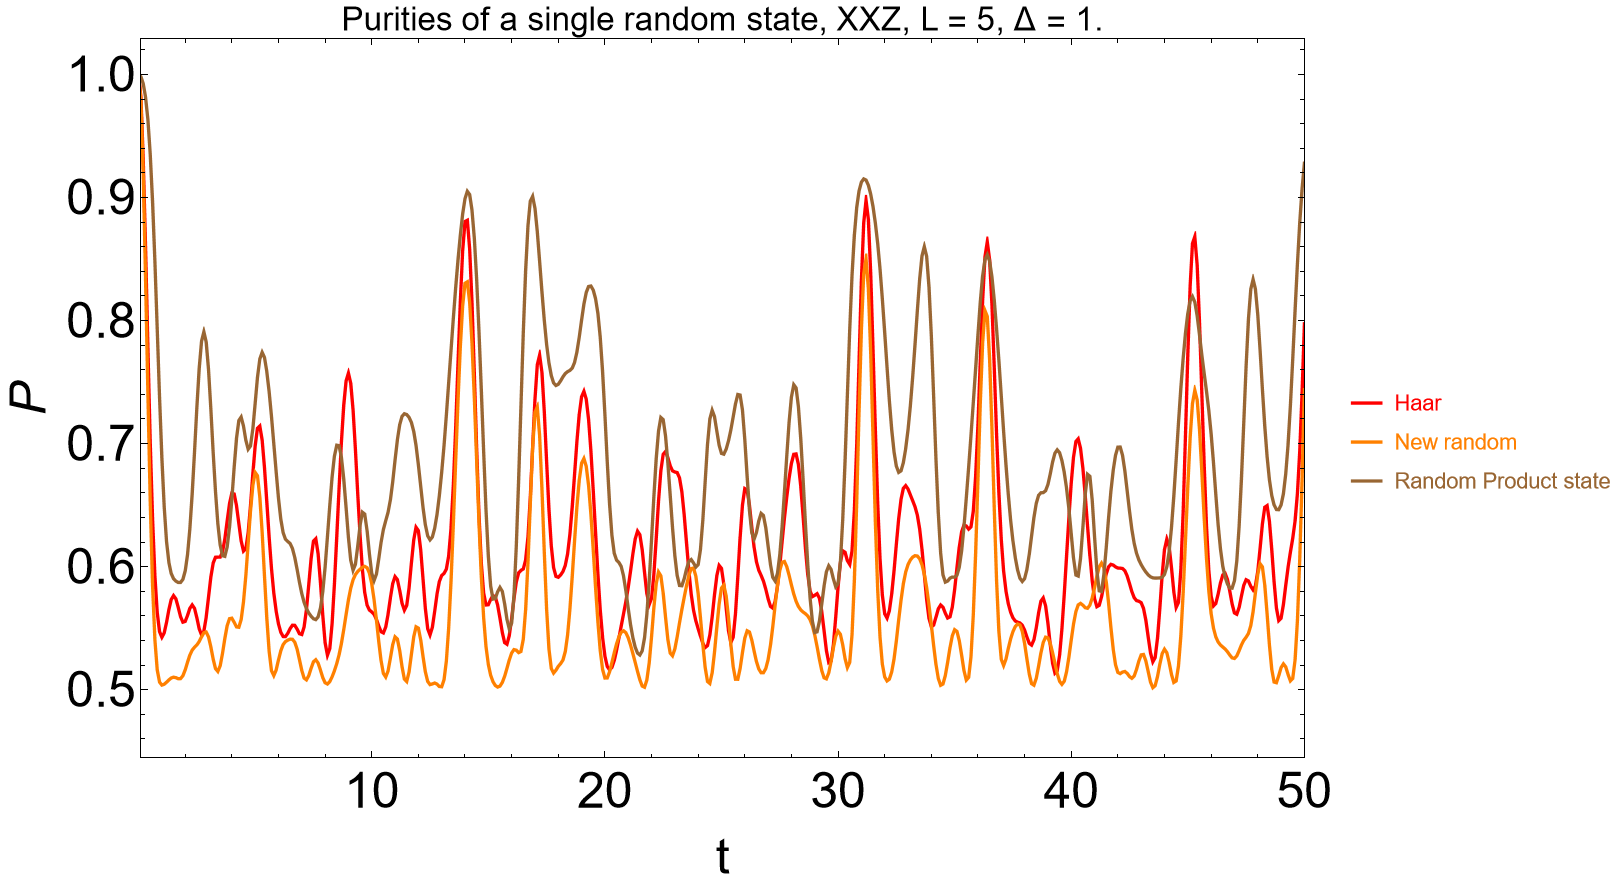 Purities of a single random state, XXZ, L = 5, Δ = 1.
1.0
0.9
0.8
0.7
0.6
0.5
P
10 20 30 40 50
t
Haar
New random
Random Product state